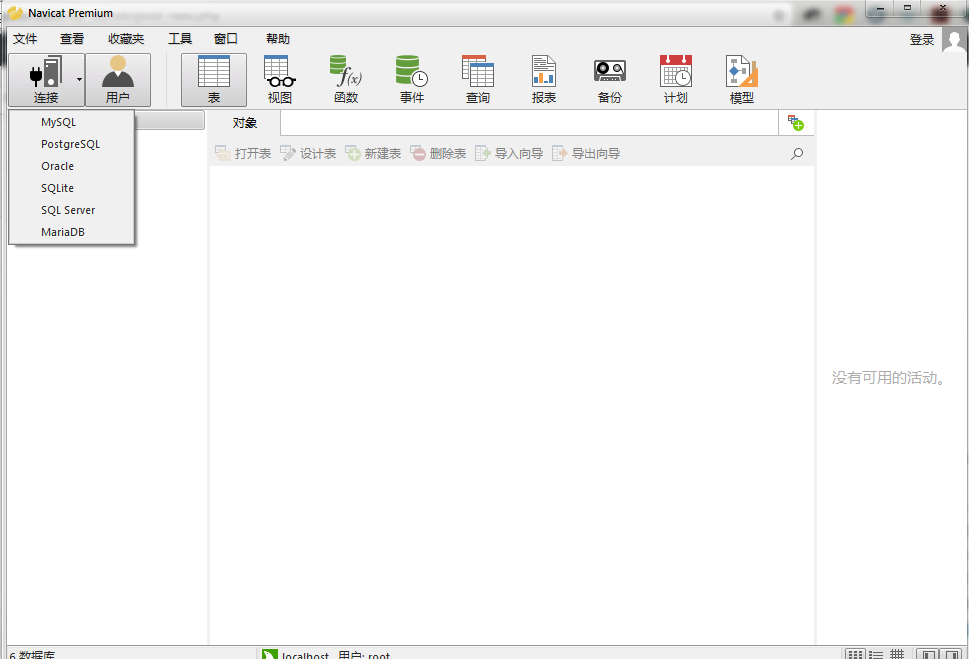 Navicat Premium
文件 查看 收藏夹 工具 窗口 帮助 登录
连接 用户 表 视图 f(x) 函数 事件 查询 报表 备份 计划 模型
MySQL
PostgreSQL
Oracle
SQLite
SQL Server
MariaDB
对象
打开表 设计表 新建表 删除表 导入向导 导出向导
没有可用的活动。
6 数据库 localhost 用户: root